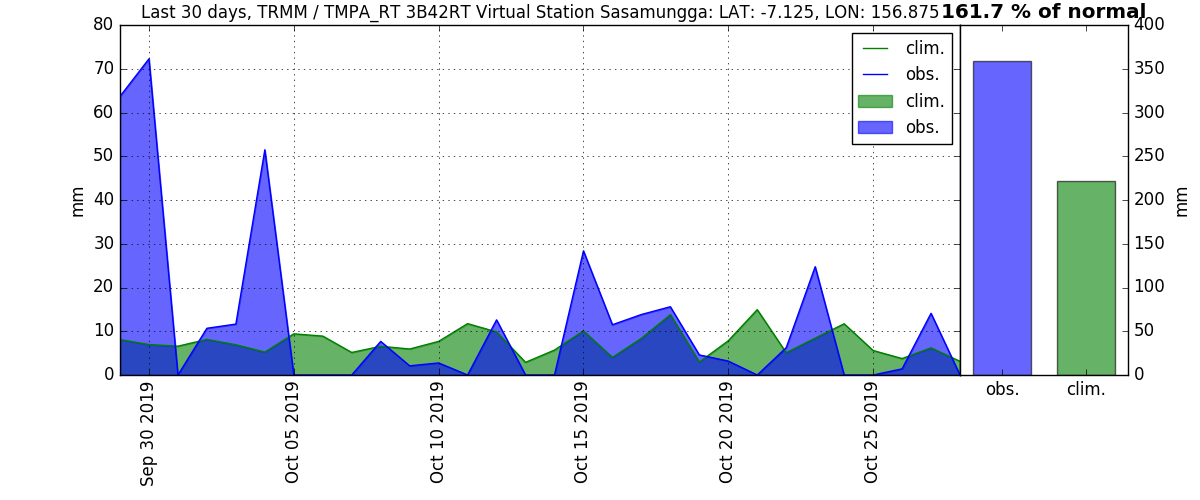 Last 30 days, TRMM / TMPA_RT 3B42RT Virtual Station Sasamungga: LAT: -7.125, LON: 156.875
161.7 % of normal
80
70
60
50
40
30
20
10
0
mm
clim.
obs.
clim.
obs.
Sep 30 2019
Oct 05 2019
Oct 10 2019
Oct 15 2019
Oct 20 2019
Oct 25 2019
400
350
300
250
200
150
100
50
0
mm
obs.
clim.